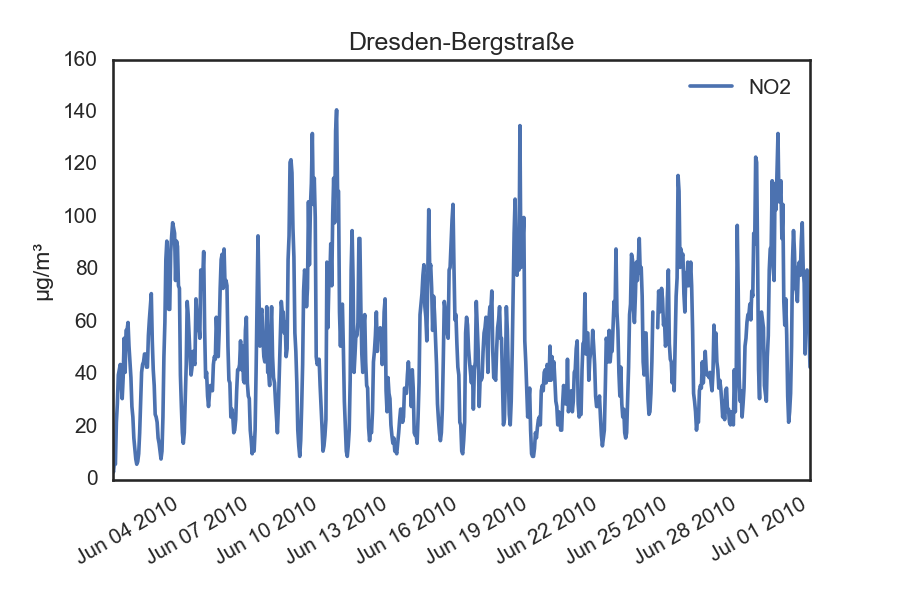 Dresden-Bergstraße
160
140
120
100
80
60
40
20
0
µg/m³
NO2
Jun 04 2010
Jun 07 2010
Jun 10 2010
Jun 13 2010
Jun 16 2010
Jun 19 2010
Jun 22 2010
Jun 25 2010
Jun 28 2010
Jul 01 2010